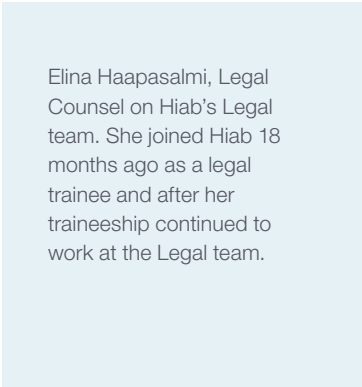 Elina Haapasalmi, Legal
Counsel on Hiab’s Legal
team. She joined Hiab 18
months ago as a legal
trainee and after her
traineeship continued to
work at the Legal team.